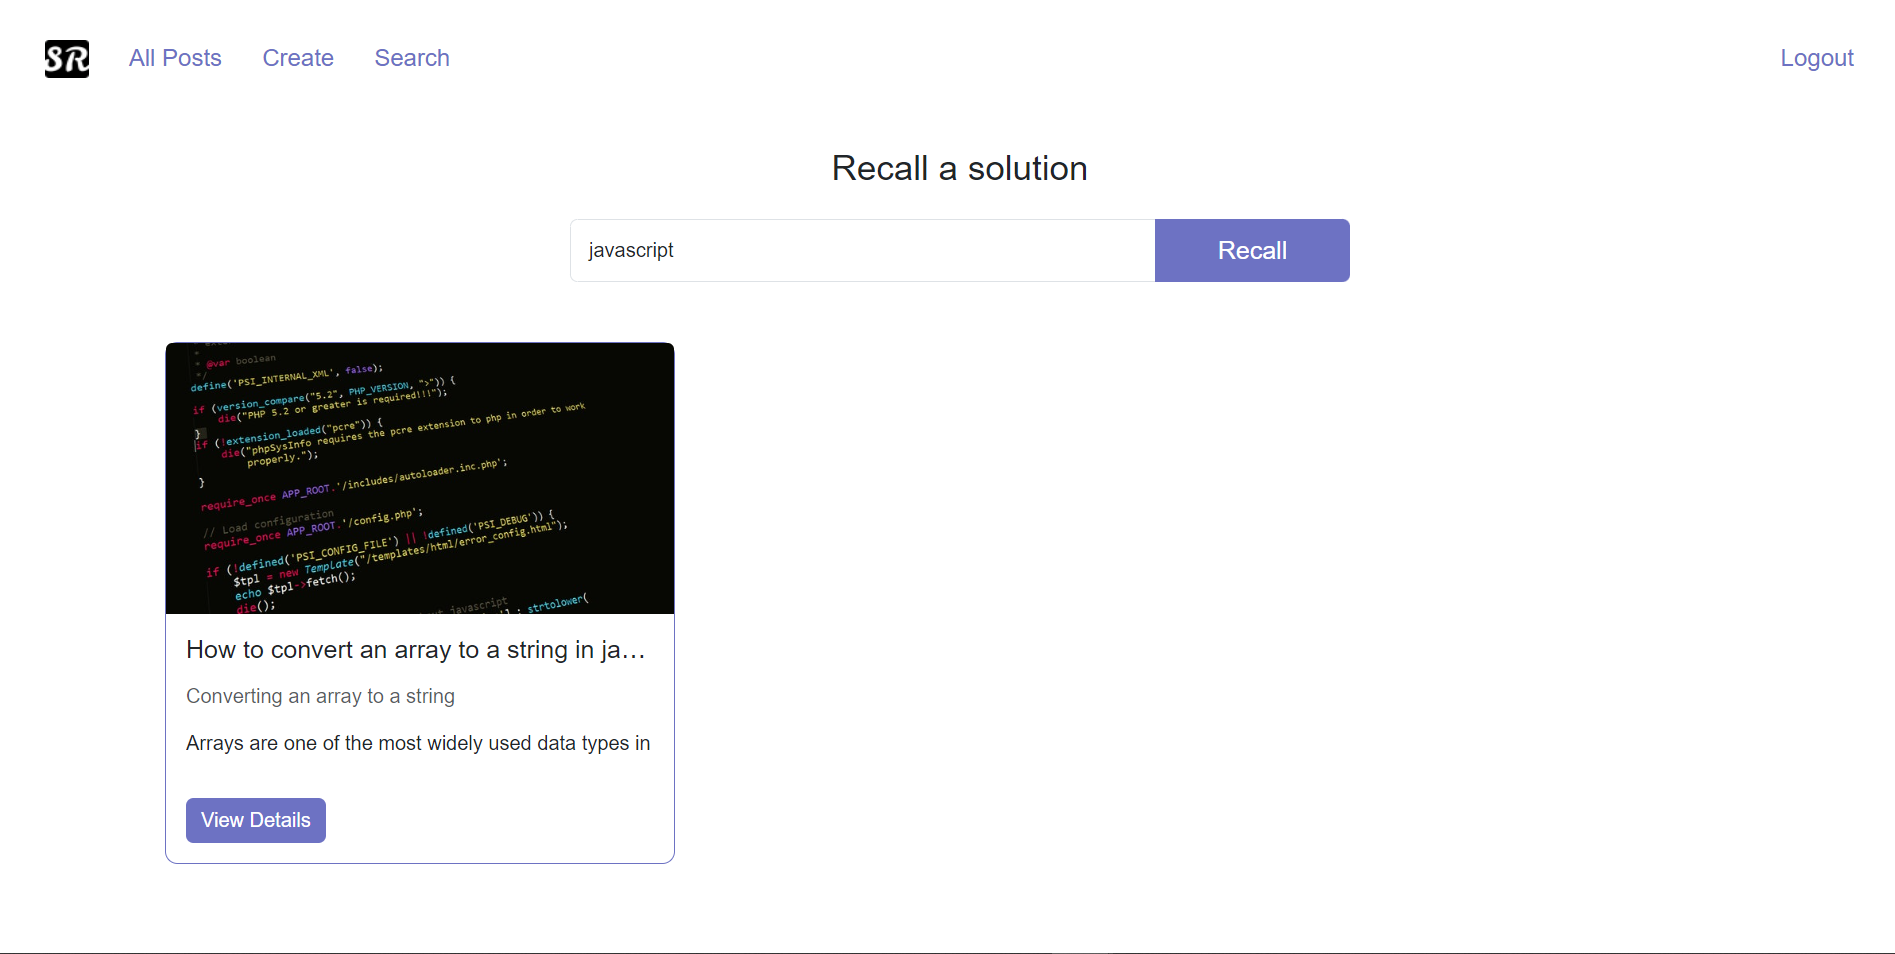 SR
All Posts
Create
Search
Logout
Recall a solution
javascript
Recall
*
* @var boolean
*/
define('PSI_INTERNAL_XML', false);
if (version_compare("5.2", PHP_VERSION, ">")) {
die("PHP 5.2 or greater is required!!!");
}
if (!extension_loaded("pcre")) {
die("phpSysInfo requires the pcre extension to php in order to work
properly.");
}
require_once APP_ROOT.'/includes/autoloader.inc.php';
// Load configuration
require_once APP_ROOT.'/config.php';
if (!defined('PSI_CONFIG_FILE') || !defined('PSI_DEBUG')) {
$tpl = new Template("/templates/html/error_config.html");
echo $tpl->fetch();
die();
javascript
strtolower(
How to convert an array to a string in ja…
Converting an array to a string
Arrays are one of the most widely used data types in
View Details